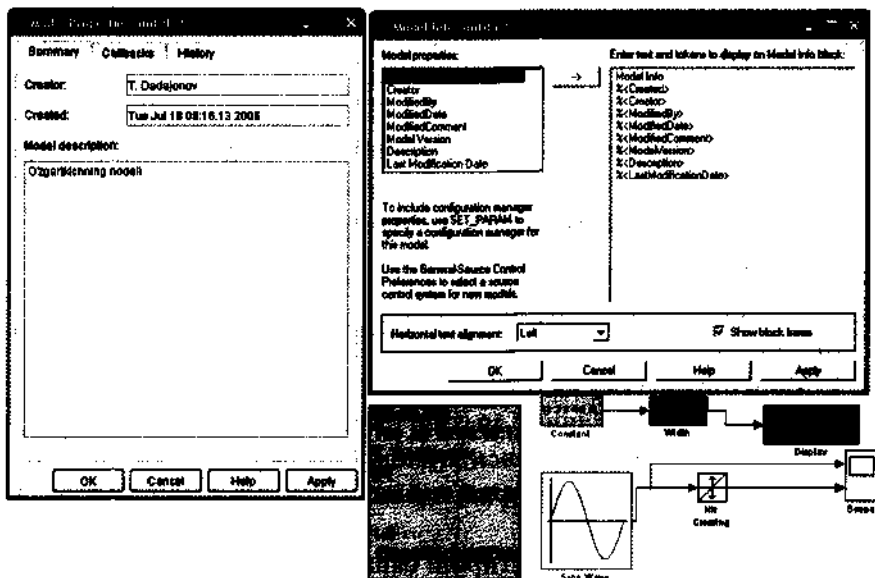 Summary Callbacks History
Creator: T. Dadajonov
Created: Tue Jul 18 08:16:13
Model description:
O'zgartkichning modeli
OK Cancel Help Apply
Model properties:
Creator
ModifiedBy
ModifiedDate
ModifiedComment
Model Version
Description
Last Modification Date
To include configuration manager
properties, use SET_PARAM to
specify a configuration manager for
this model.
Use the General-Source Control
Preferences to select a source
control system for new models.
Enter text and tokens to display on Model Info block:
Model Info
%<Created>
%<Creator>
%<ModifiedBy>
%<ModifiedDate>
%<ModifiedComment>
%<ModelVersion>
%<Description>
%<LastModificationDate>
Horizontal text alignment: Left Show block frame
OK Cancel Help Apply
Constant Width Display
Hit
Crossing
Sine Wave